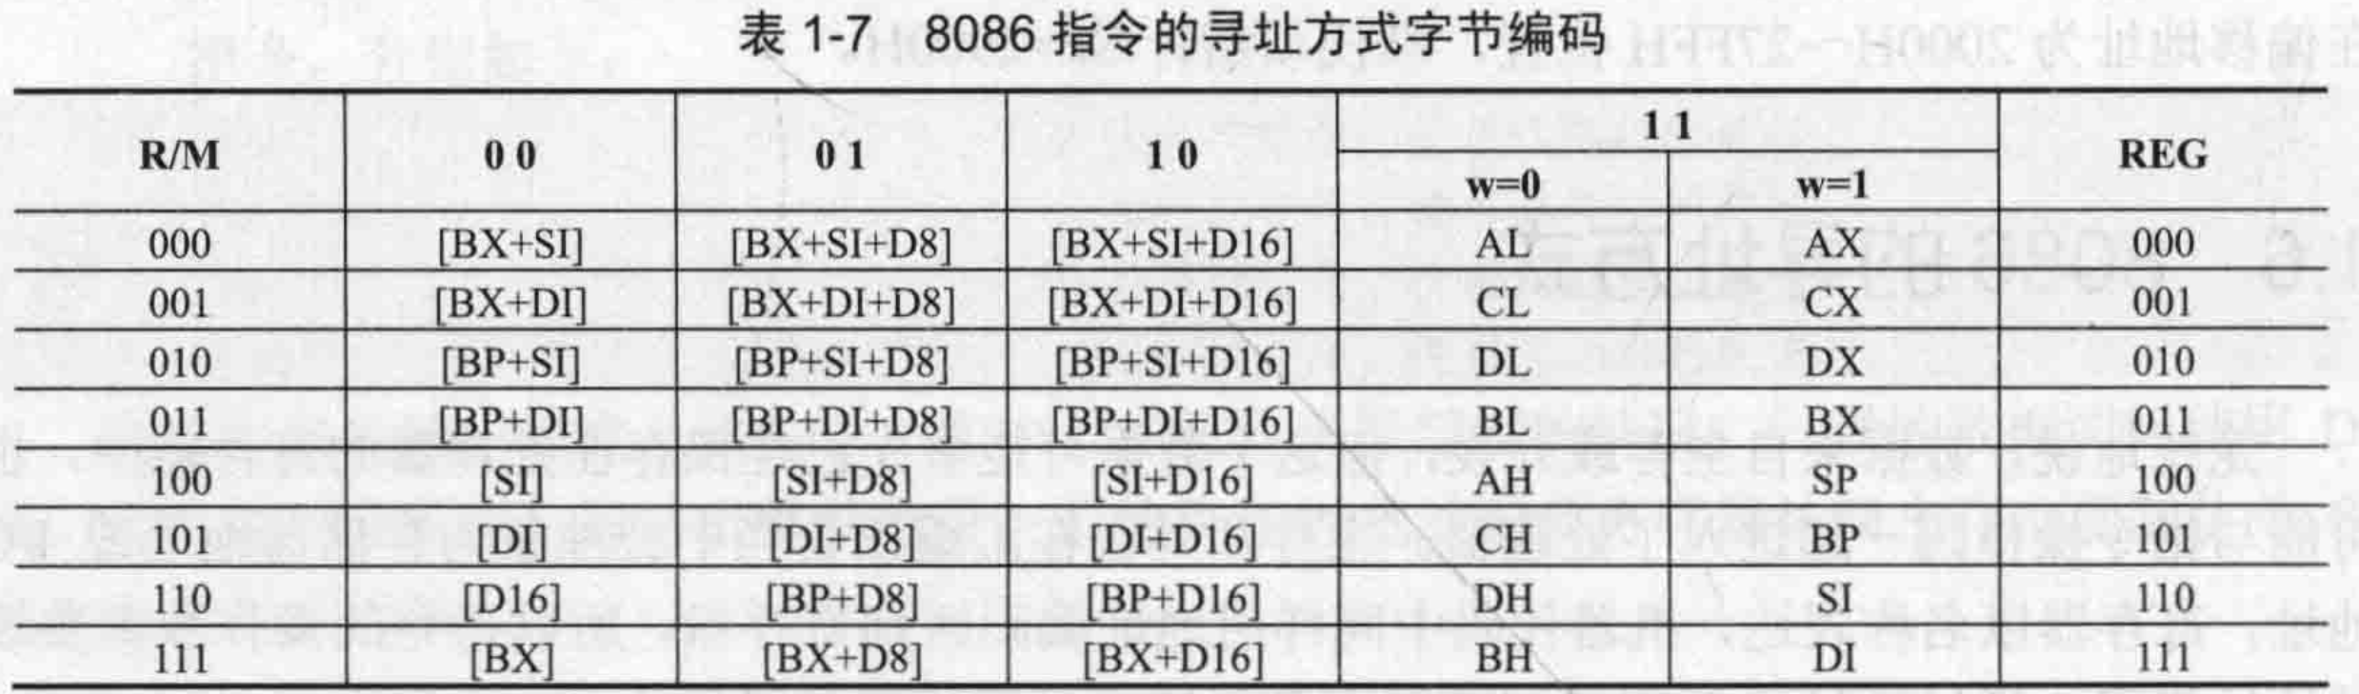 表 1-7 8086 指令的寻址方式字节编码
R/M 0 0 0 1 1 0 1 1 REG
w=0 w=1
000 [BX+SI] [BX+SI+D8] [BX+SI+D16] AL AX 000
001 [BX+DI] [BX+DI+D8] [BX+DI+D16] CL CX 001
010 [BP+SI] [BP+SI+D8] [BP+SI+D16] DL DX 010
011 [BP+DI] [BP+DI+D8] [BP+DI+D16] BL BX 011
100 [SI] [SI+D8] [SI+D16] AH SP 100
101 [DI] [DI+D8] [DI+D16] CH BP 101
110 [D16] [BP+D8] [BP+D16] DH SI 110
111 [BX] [BX+D8] [BX+D16] BH DI 111